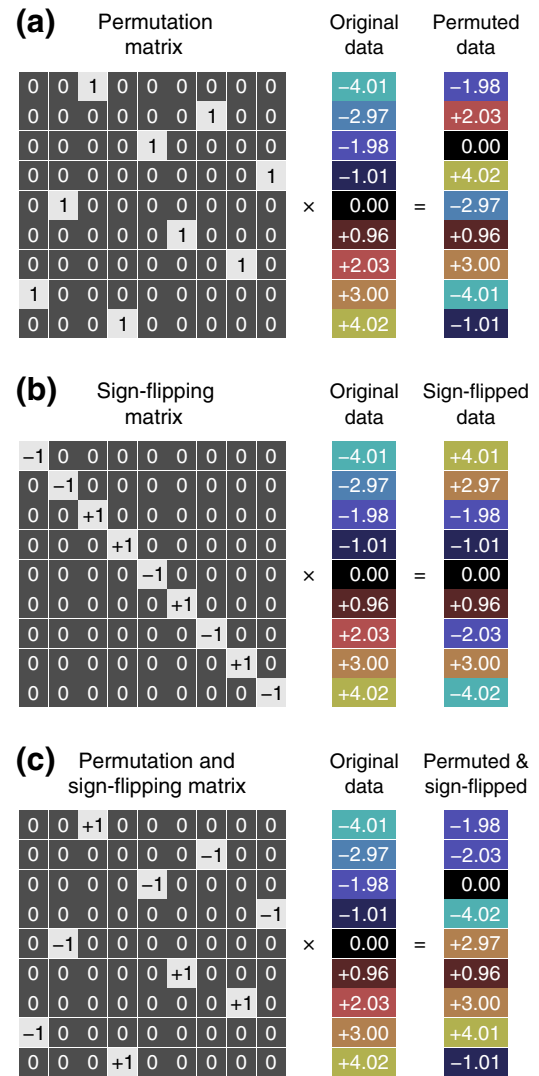 (a) Permutation matrix Original data Permuted data
0 0 1 0 0 0 0 0 0 −4.01 −1.98
0 0 0 0 0 0 1 0 0 −2.97 +2.03
0 0 0 0 1 0 0 0 0 −1.98 0.00
0 0 0 0 0 0 0 0 1 −1.01 +4.02
0 1 0 0 0 0 0 0 0 × 0.00 = −2.97
0 0 0 0 0 1 0 0 0 +0.96 +0.96
0 0 0 0 0 0 0 1 0 +2.03 +3.00
1 0 0 0 0 0 0 0 0 +3.00 −4.01
0 0 0 1 0 0 0 0 0 +4.02 −1.01
(b) Sign-flipping matrix Original data Sign-flipped data
−1 0 0 0 0 0 0 0 0 −4.01 +4.01
0 −1 0 0 0 0 0 0 0 −2.97 +2.97
0 0 +1 0 0 0 0 0 0 −1.98 −1.98
0 0 0 +1 0 0 0 0 0 −1.01 −1.01
0 0 0 0 −1 0 0 0 0 × 0.00 = 0.00
0 0 0 0 0 +1 0 0 0 +0.96 +0.96
0 0 0 0 0 0 −1 0 0 +2.03 −2.03
0 0 0 0 0 0 0 +1 0 +3.00 +3.00
0 0 0 0 0 0 0 0 −1 +4.02 −4.02
(c) Permutation and sign-flipping matrix Original data Permuted & sign-flipped
0 0 +1 0 0 0 0 0 0 −4.01 −1.98
0 0 0 0 0 0 −1 0 0 −2.97 −2.03
0 0 0 0 −1 0 0 0 0 −1.98 0.00
0 0 0 0 0 0 0 0 −1 −1.01 −4.02
0 −1 0 0 0 0 0 0 0 × 0.00 = +2.97
0 0 0 0 0 +1 0 0 0 +0.96 +0.96
0 0 0 0 0 0 0 +1 0 +2.03 +3.00
−1 0 0 0 0 0 0 0 0 +3.00 +4.01
0 0 0 +1 0 0 0 0 0 +4.02 −1.01